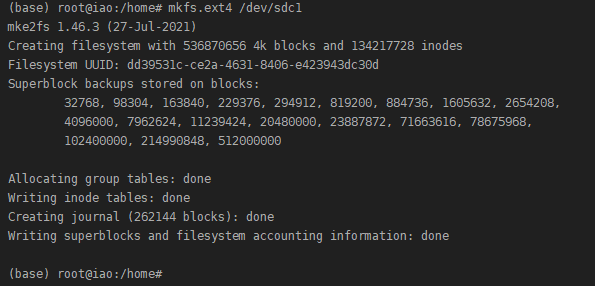 (base) root@iao:/home# mkfs.ext4 /dev/sdc1
mke2fs 1.46.3 (27-Jul-2021)
Creating filesystem with 536870656 4k blocks and 134217728 inodes
Filesystem UUID: dd39531c-ce2a-4631-8406-e423943dc30d
Superblock backups stored on blocks:
32768, 98304, 163840, 229376, 294912, 819200, 884736, 1605632, 2654208,
4096000, 7962624, 11239424, 20480000, 23887872, 71663616, 78675968,
102400000, 214990848, 512000000
Allocating group tables: done
Writing inode tables: done
Creating journal (262144 blocks): done
Writing superblocks and filesystem accounting information: done
(base) root@iao:/home#